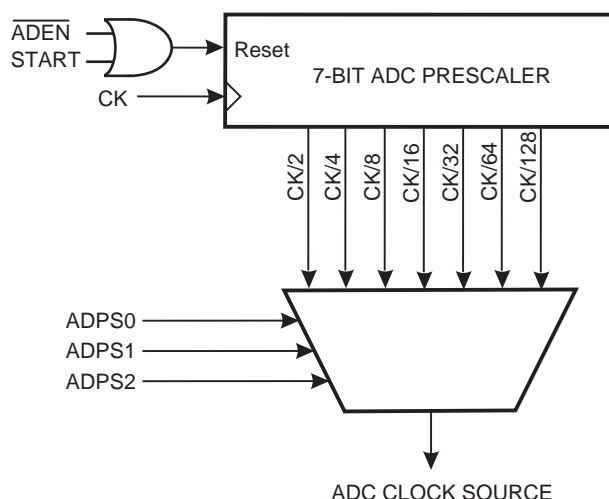 ADEN
START
Reset
7-BIT ADC PRESCALER
CK
CK/2
CK/4
CK/8
CK/16
CK/32
CK/64
CK/128
ADPS0
ADPS1
ADPS2
ADC CLOCK SOURCE